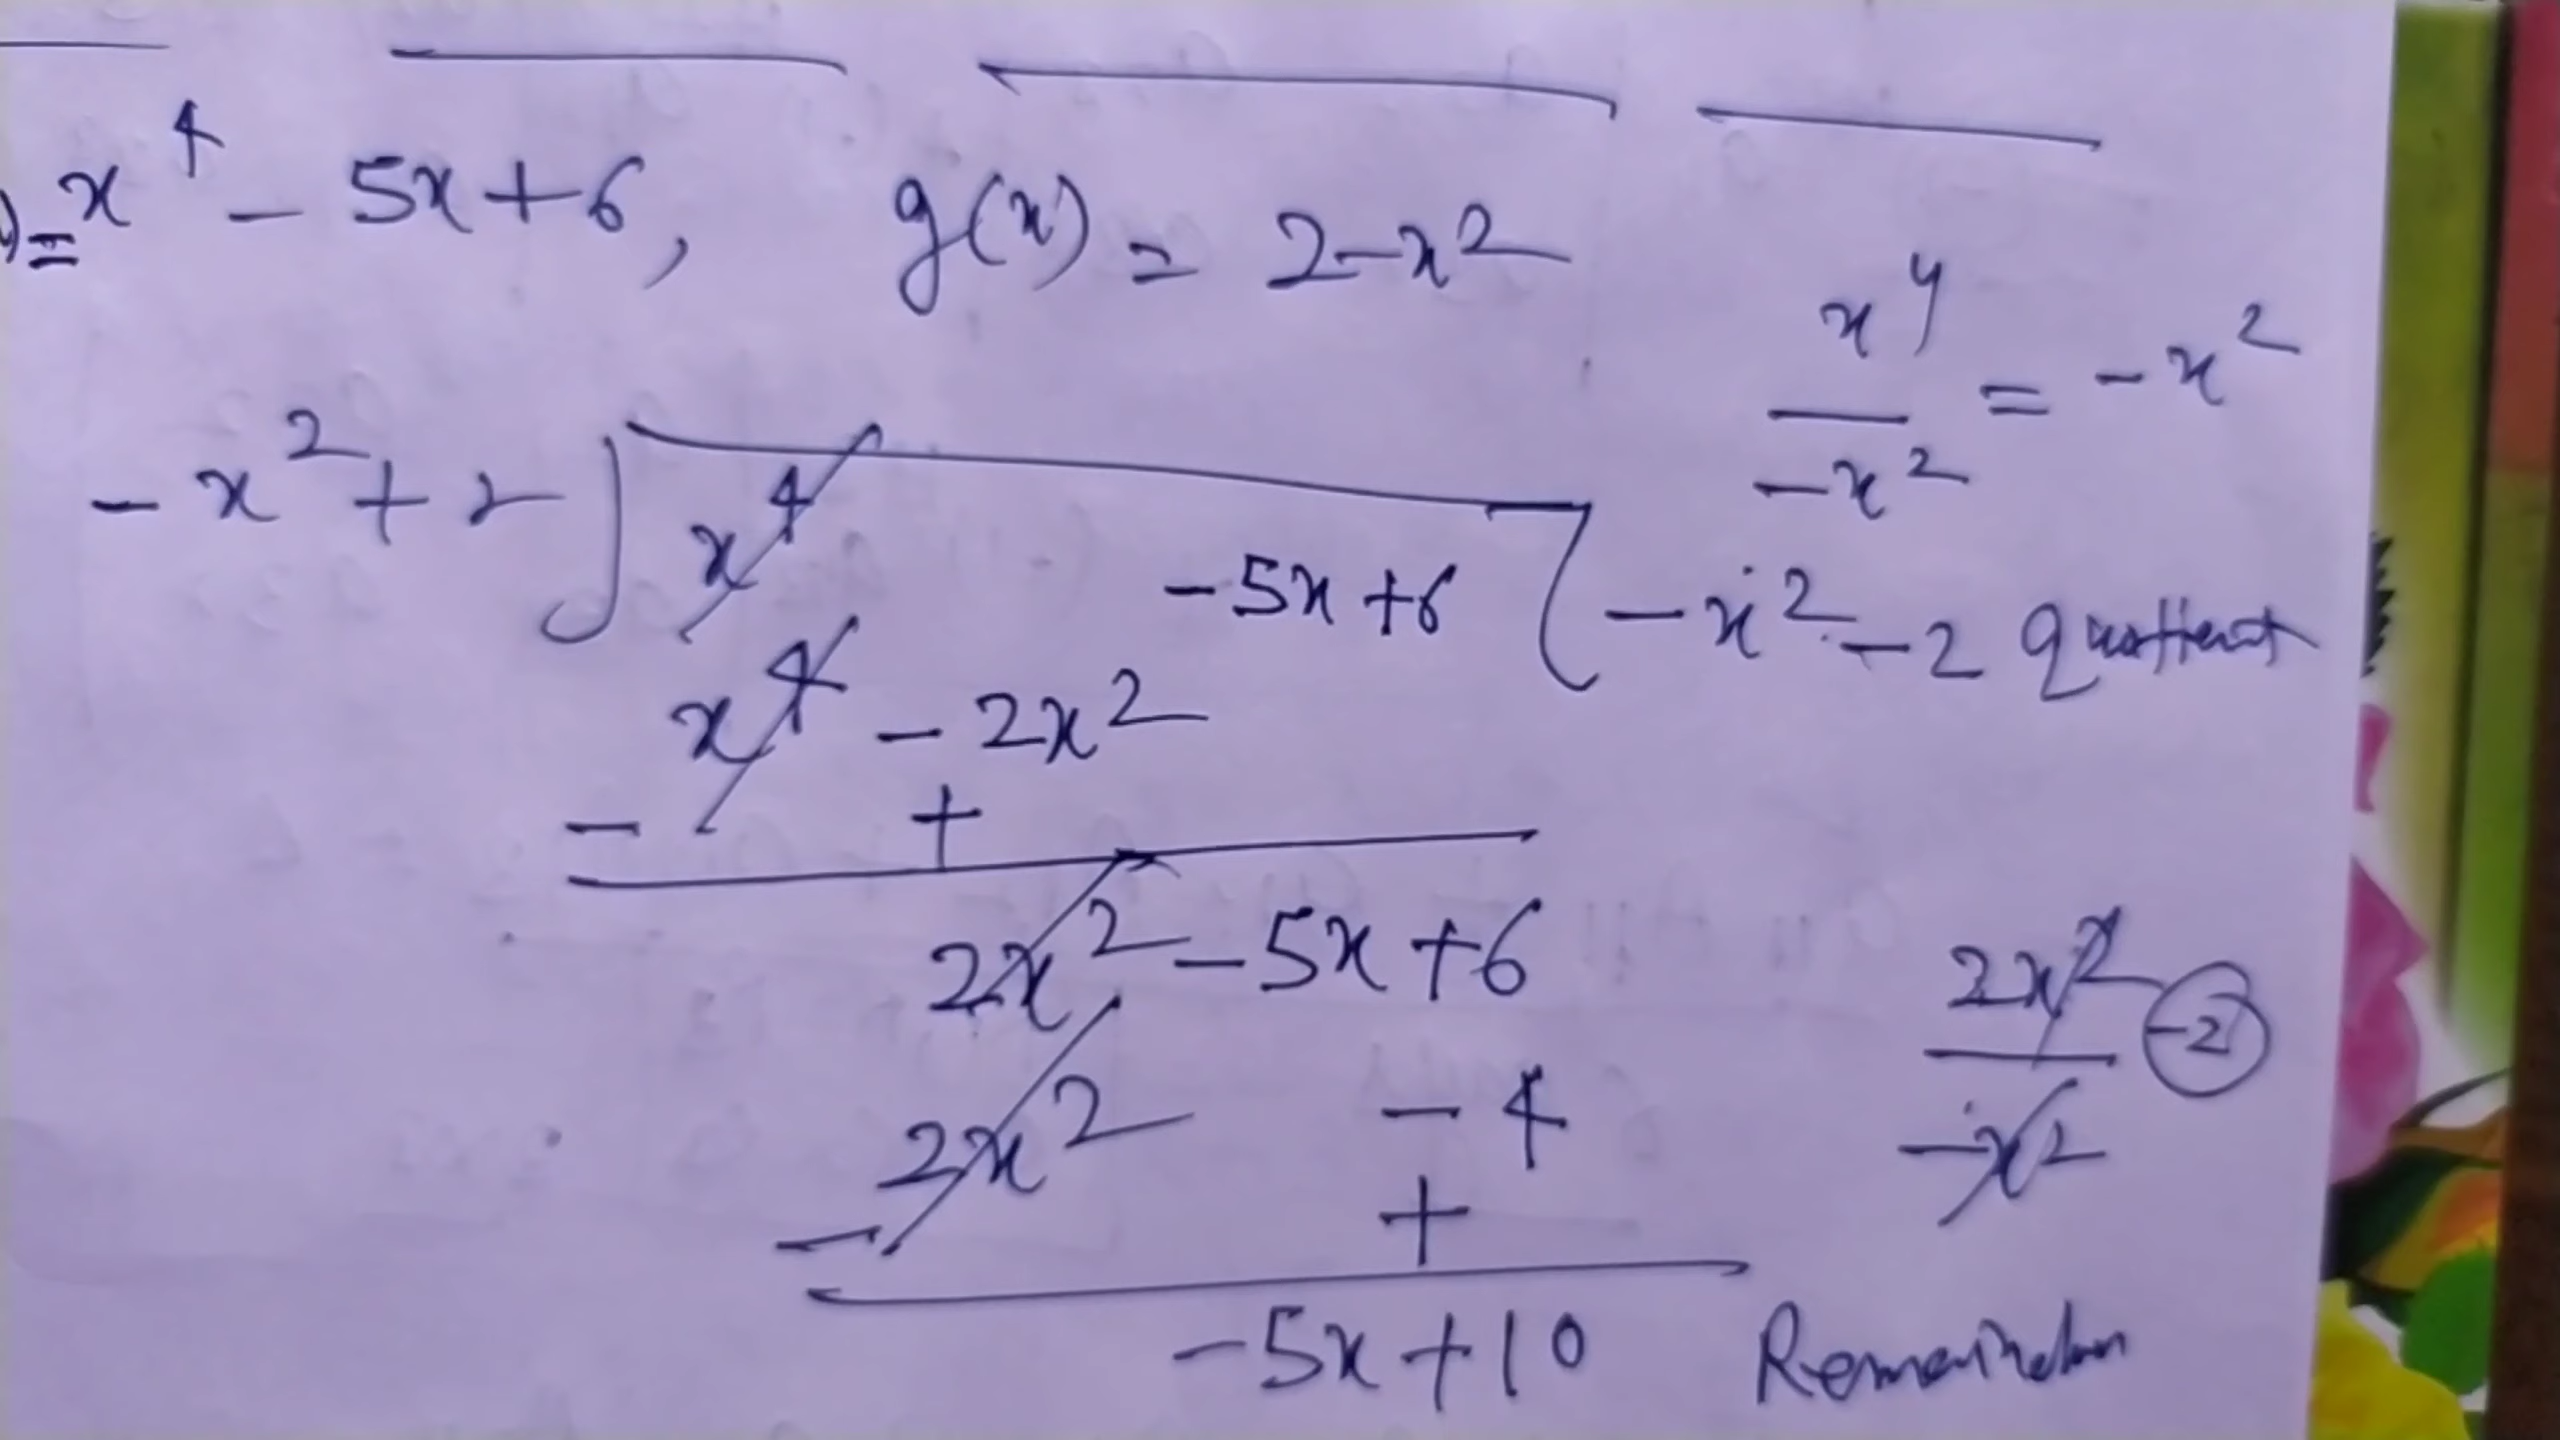 )=x⁴ - 5x+6, g(x) = 2-x²
x⁴/-x² = -x²
-x²+2 ) x⁴ -5x+6 ( -x²-2 quotient
x⁴ - 2x²
- +
2x²-5x+6
2x²/-x² -2
2x² - 4
- +
-5x+10 Remainder